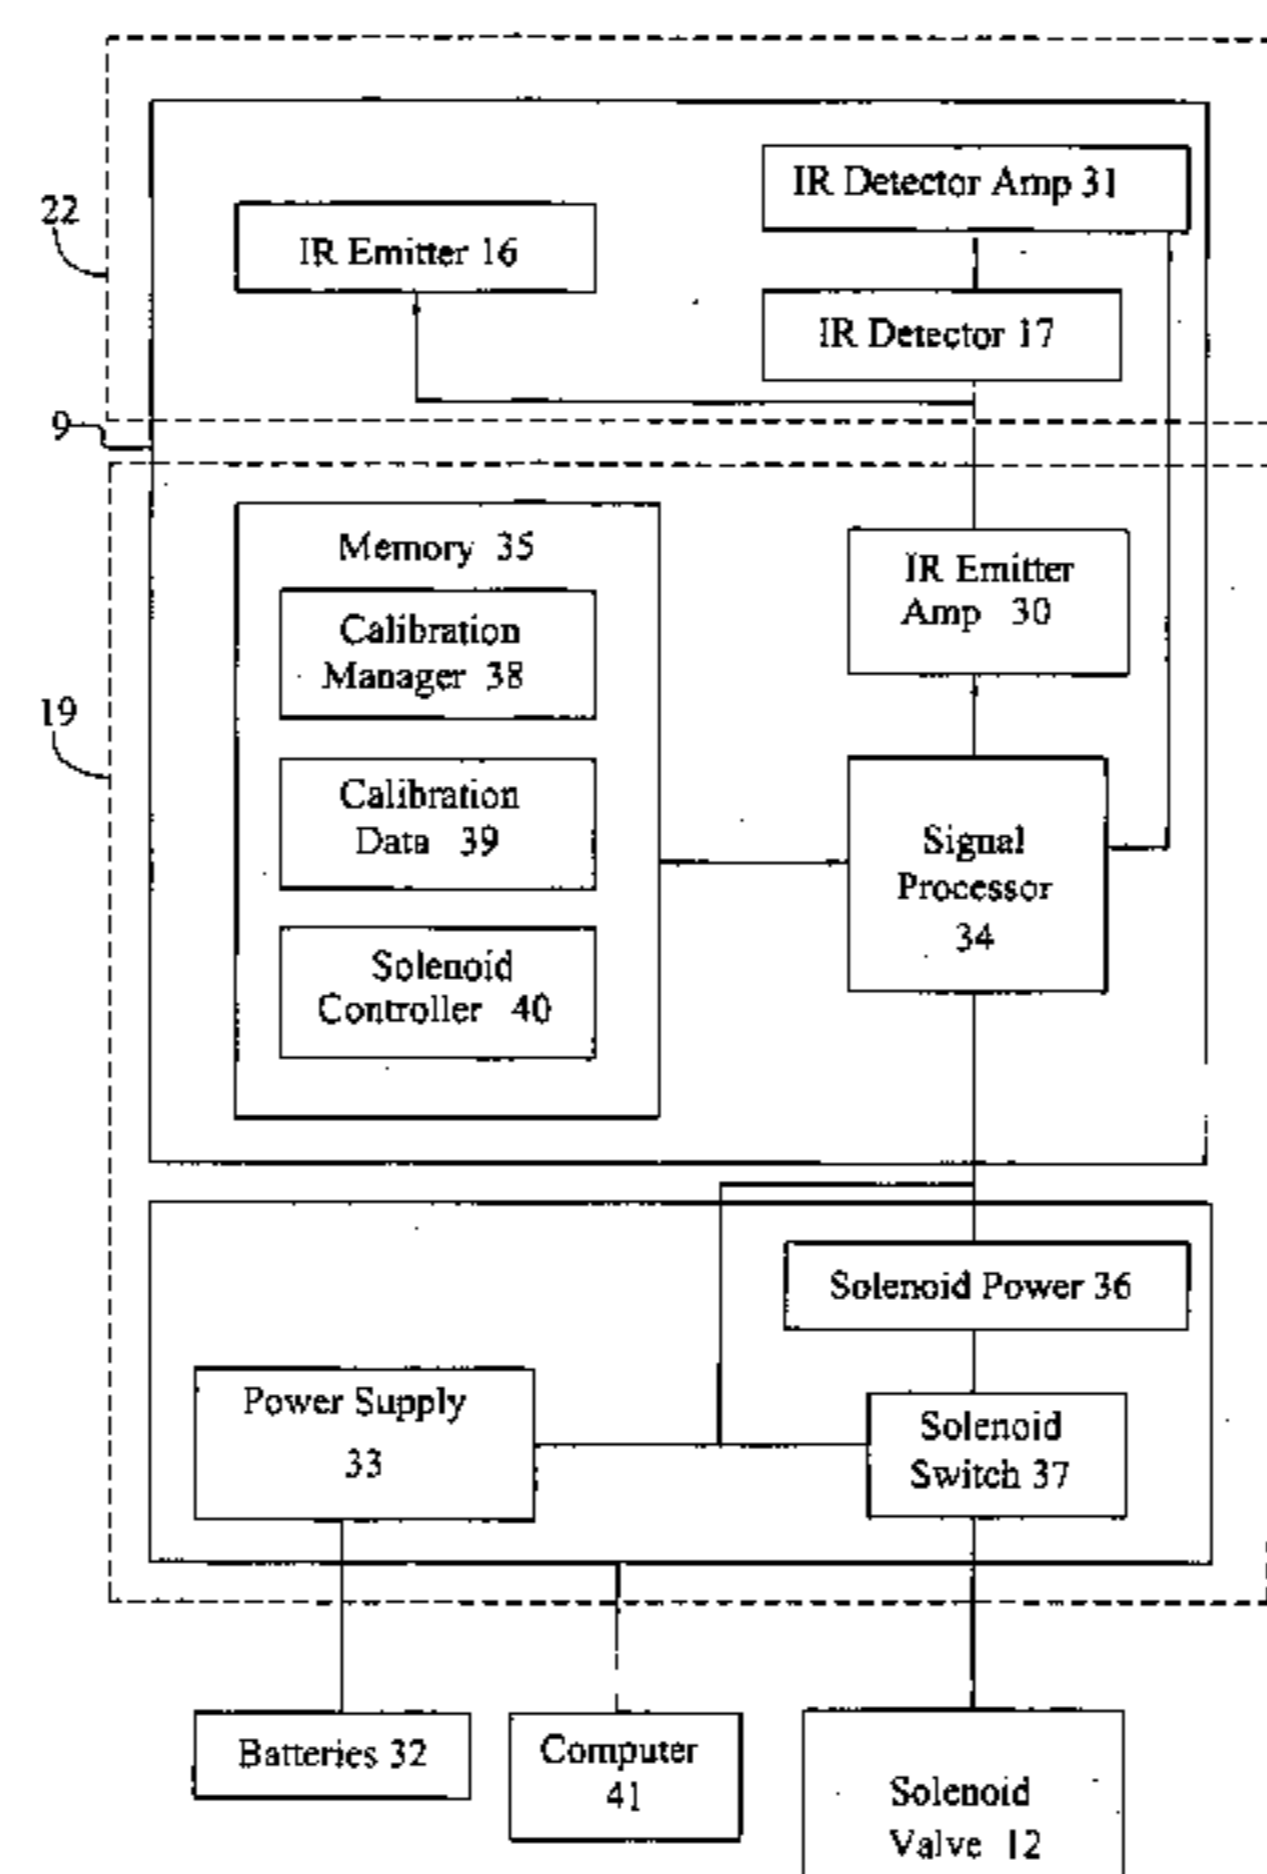 22
IR Detector Amp 31
IR Emitter 16
IR Detector 17
9
Memory 35
IR Emitter
Amp 30
Calibration
Manager 38
19
Calibration
Data 39
Signal
Processor
34
Solenoid
Controller 40
Solenoid Power 36
Power Supply
33
Solenoid
Switch 37
Batteries 32
Computer
41
Solenoid
Valve 12